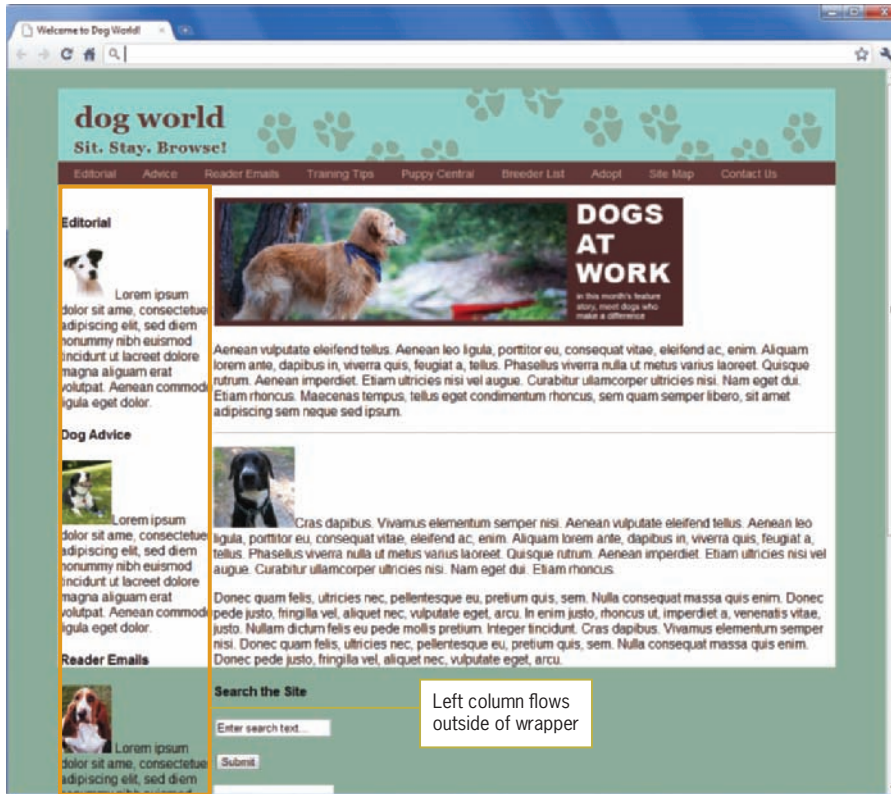 Welcome to Dog World!
dog world
Sit. Stay. Browse!
Editorial Advice Reader Emails Training Tips Puppy Central Breeder List Adopt Site Map Contact Us
Editorial
Lorem ipsum
dolor sit ame, consectetue
adipiscing elit, sed diem
nonummy nibh euismod
tincidunt ut lacreet dolore
magna aliguam erat
volutpat. Aenean commodo
ligula eget dolor.
Dog Advice
Lorem ipsum
dolor sit ame, consectetue
adipiscing elit, sed diem
nonummy nibh euismod
tincidunt ut lacreet dolore
magna aliguam erat
volutpat. Aenean commodo
ligula eget dolor.
Reader Emails
Lorem ipsum
dolor sit ame, consectetue
adipiscing elit, sed diem
DOGS
AT
WORK
in this month's feature
story, meet dogs who
make a difference
Aenean vulputate eleifend tellus. Aenean leo ligula, porttitor eu, consequat vitae, eleifend ac, enim. Aliquam
lorem ante, dapibus in, viverra quis, feugiat a, tellus. Phasellus viverra nulla ut metus varius laoreet. Quisque
rutrum. Aenean imperdiet. Etiam ultricies nisi vel augue. Curabitur ullamcorper ultricies nisi. Nam eget dui.
Etiam rhoncus. Maecenas tempus, tellus eget condimentum rhoncus, sem quam semper libero, sit amet
adipiscing sem neque sed ipsum.
Cras dapibus. Vivamus elementum semper nisi. Aenean vulputate eleifend tellus. Aenean leo
ligula, porttitor eu, consequat vitae, eleifend ac, enim. Aliquam lorem ante, dapibus in, viverra quis, feugiat a,
tellus. Phasellus viverra nulla ut metus varius laoreet. Quisque rutrum. Aenean imperdiet. Etiam ultricies nisi vel
augue. Curabitur ullamcorper ultricies nisi. Nam eget dui. Etiam rhoncus.
Donec quam felis, ultricies nec, pellentesque eu, pretium quis, sem. Nulla consequat massa quis enim. Donec
pede justo, fringilla vel, aliquet nec, vulputate eget, arcu. In enim justo, rhoncus ut, imperdiet a, venenatis vitae,
justo. Nullam dictum felis eu pede mollis pretium. Integer tincidunt. Cras dapibus. Vivamus elementum semper
nisi. Donec quam felis, ultricies nec, pellentesque eu, pretium quis, sem. Nulla consequat massa quis enim.
Donec pede justo, fringilla vel, aliquet nec, vulputate eget, arcu.
Search the Site
Enter search text...
Submit
Left column flows
outside of wrapper